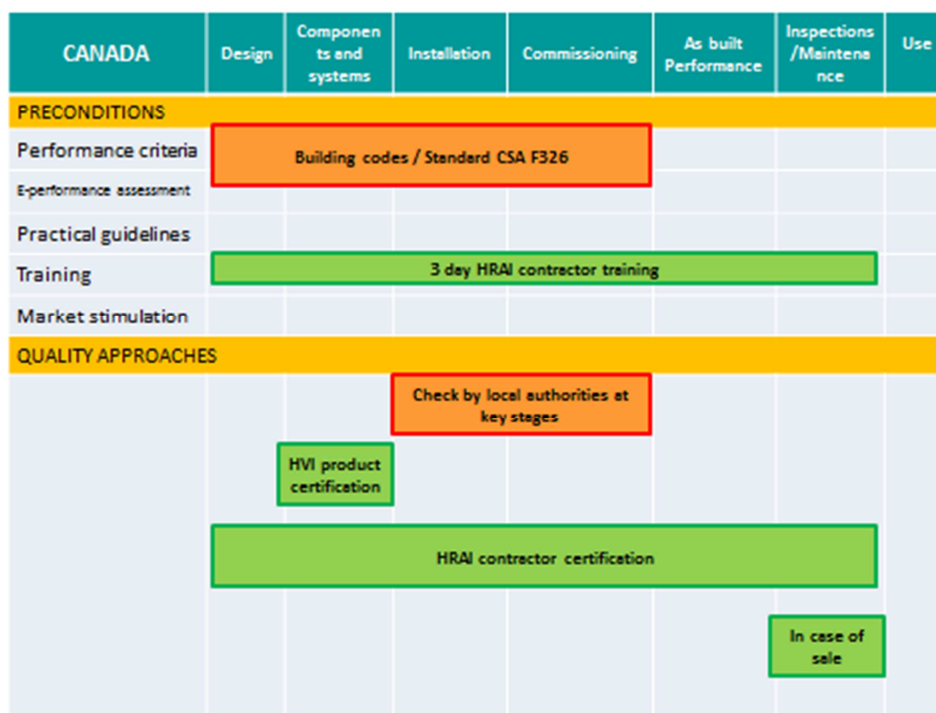 CANADA
Design
Componen
ts and
systems
Installation
Commissioning
As built
Performance
Inspections
/Maintena
nce
Use
PRECONDITIONS
Performance criteria
Building codes / Standard CSA F326
E-performance assessment
Practical guidelines
Training
3 day HRAI contractor training
Market stimulation
QUALITY APPROACHES
Check by local authorities at
key stages
HVI product
certification
HRAI contractor certification
In case of
sale